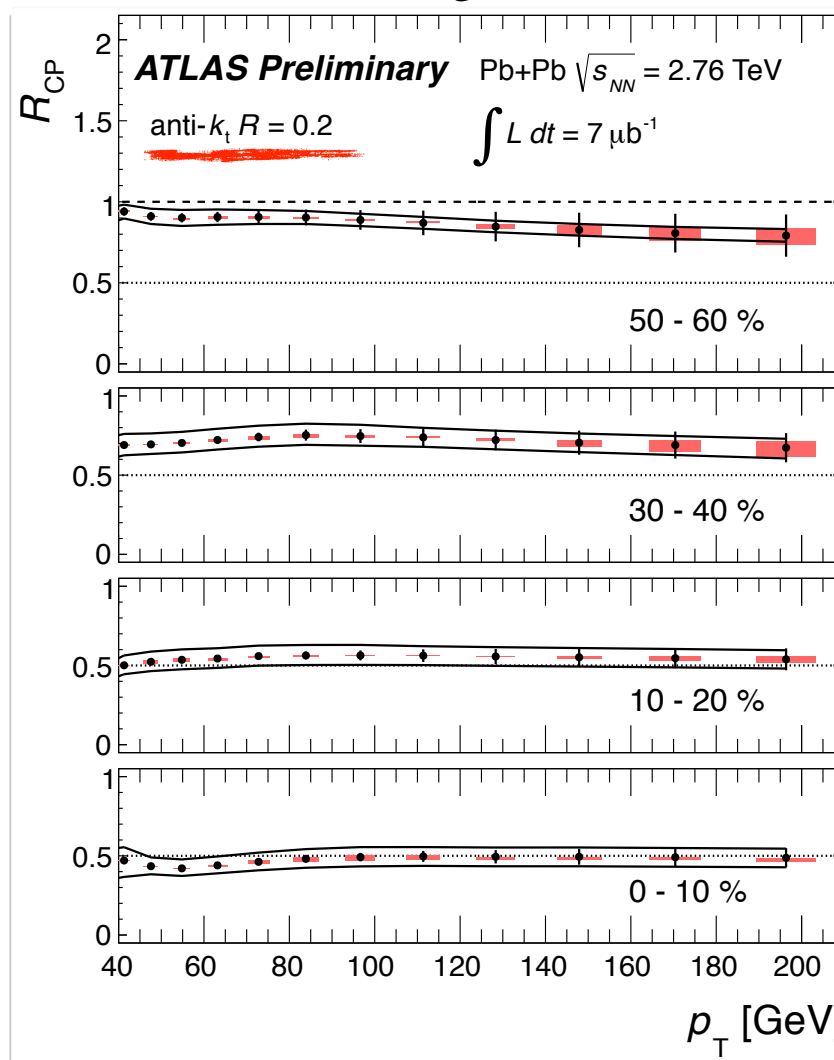 R_CP
2
ATLAS Preliminary
Pb+Pb √s_NN = 2.76 TeV
1.5
anti-k_t R = 0.2
∫ L dt = 7 μb⁻¹
1
0.5
50 - 60 %
0
1
0.5
30 - 40 %
0
1
0.5
10 - 20 %
0
1
0.5
0 - 10 %
0
40 60 80 100 120 140 160 180 200
p_T [GeV